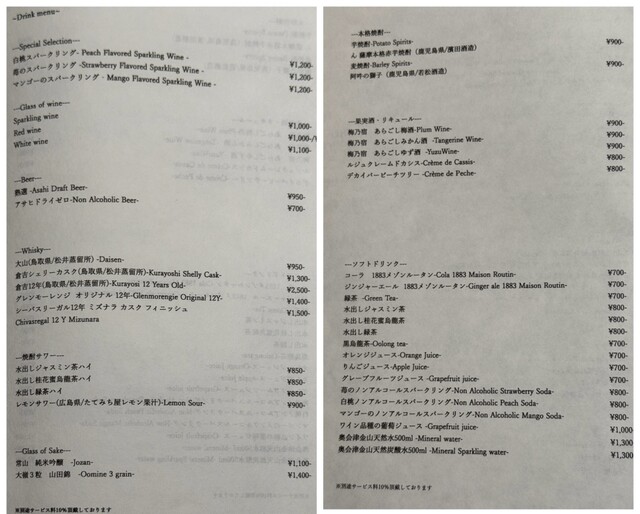 ~Drink menu~
—Special Selection—
白桃スパークリング- Peach Flavored Sparkling Wine - ¥1,200-
苺のスパークリング -Strawberry Flavored Sparkling Wine - ¥1,200-
マンゴーのスパークリング - Mango Flavored Sparkling Wine - ¥1,200-
—Glass of wine—
Sparkling wine ¥1,000-
Red wine ¥1,000-
White wine ¥1,100-
—Beer—
熟選 -Asahi Draft Beer- ¥950-
アサヒドライゼロ-Non Alcoholic Beer- ¥700-
—Whisky—
大山(鳥取県/松井蒸留所) -Daisen- ¥950-
倉吉シェリーカスク(鳥取県/松井蒸留所)-Kurayoshi Shelly Cask- ¥1,300-
倉吉12年(鳥取県/松井蒸留所)-Kurayosi 12 Years Old- ¥2,500-
グレンモーレンジ オリジナル 12年-Glenmorengie Original 12Y- ¥1,400-
シーバスリーガル12年 ミズナラ カスク フィニッシュ ¥1,500-
Chivasregal 12 Y Mizunara
—焼酎サワー—
水出しジャスミン茶ハイ ¥850-
水出し桂花蜜烏龍茶ハイ ¥850-
水出し緑茶ハイ ¥850-
レモンサワー(広島県/たてみち屋レモン果汁)-Lemon Sour- ¥900-
—Glass of Sake—
常山 純米吟醸 -Jozan- ¥1,100-
大嶺3粒 山田錦 -Oomine 3 grain- ¥1,400-
※別途サービス料10%頂戴しております
—本格焼酎—
芋焼酎-Potato Spirits- ¥900-
ん 薩摩本格赤芋焼酎 (鹿児島県/濱田酒造)
麦焼酎-Barley Spirits- ¥900-
阿吽の獅子 (鹿児島県/若松酒造)
—果実酒・リキュール—
梅乃宿 あらごし梅酒-Plum Wine- ¥900-
梅乃宿 あらごしみかん酒 -Tangerine Wine- ¥900-
梅乃宿 あらごしゆず酒 -YuzuWine- ¥900-
ルジェクレームドカシス-Crème de Cassis- ¥800-
デカイパーピーチツリー -Crème de Peche- ¥800-
—ソフトドリンク—
コーラ 1883メゾンルータン-Cola 1883 Maison Routin- ¥700-
ジンジャーエール 1883メゾンルータン-Ginger ale 1883 Maison Routin- ¥700-
緑茶 -Green Tea- ¥700-
水出しジャスミン茶 ¥800-
水出し桂花蜜烏龍茶 ¥800-
水出し緑茶 ¥800-
黒烏龍茶-Oolong tea- ¥700-
オレンジジュース-Orange Juice- ¥700-
りんごジュース-Apple Juice- ¥700-
グレープフルーツジュース -Grapefruit juice- ¥700-
苺のノンアルコールスパークリング-Non Alcoholic Strawberry Soda- ¥800-
白桃ノンアルコールスパークリング-Non Alcoholic Peach Soda- ¥800-
マンゴーのノンアルコールスパークリング-Non Alcoholic Mango Soda- ¥800-
ワイン品種の葡萄ジュース -Grapefruit juice- ¥1,000
奥会津金山天然水500ml -Mineral water- ¥1,300
奥会津金山天然炭酸水500ml -Mineral Sparkling water- ¥1,300
※別途サービス料10%頂戴しております